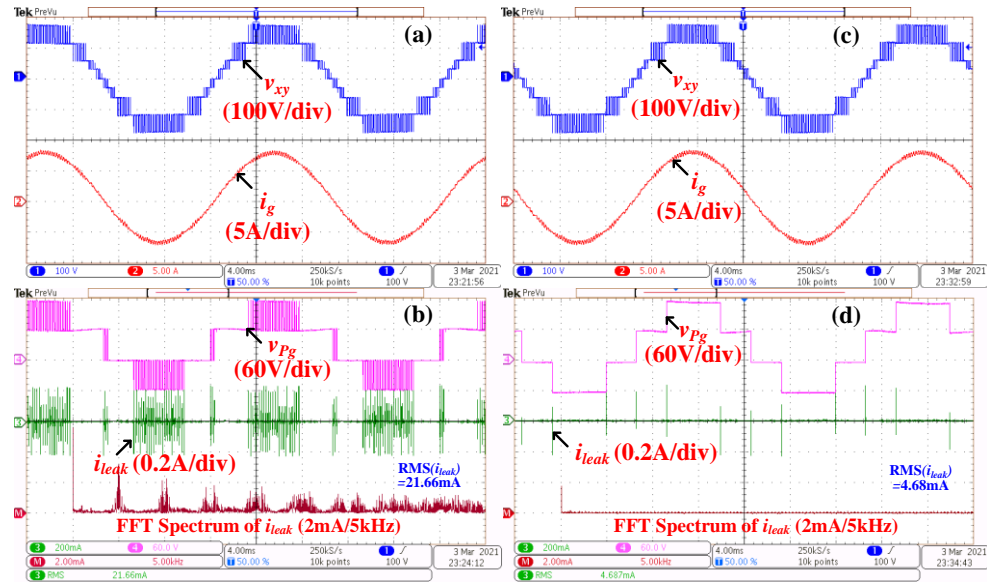 Tek PreVu
(a)
v_xy
(100V/div)
i_g
(5A/div)
1 100 V 2 5.00 A
4.00ms 250kS/s 1 100 V
T 50.00 % 10k points
3 Mar 2021
23:21:56
Tek PreVu
(c)
v_xy
(100V/div)
i_g
(5A/div)
1 100 V 2 5.00 A
4.00ms 250kS/s 1 100 V
T 50.00 % 10k points
3 Mar 2021
23:32:59
Tek PreVu
(b)
v_Pg
(60V/div)
i_leak (0.2A/div)
RMS(i_leak)
=21.66mA
FFT Spectrum of i_leak (2mA/5kHz)
3 200mA 4 60.0 V
M 2.00mA 5.00kHz
3 RMS 21.66mA
4.00ms 250kS/s 1 100 V
T 50.00 % 10k points
3 Mar 2021
23:24:12
Tek PreVu
(d)
v_Pg
(60V/div)
i_leak (0.2A/div)
RMS(i_leak)
=4.68mA
FFT Spectrum of i_leak (2mA/5kHz)
3 200mA 4 60.0 V
M 2.00mA 5.00kHz
3 RMS 4.687mA
4.00ms 250kS/s 1 100 V
T 50.00 % 10k points
3 Mar 2021
23:34:43